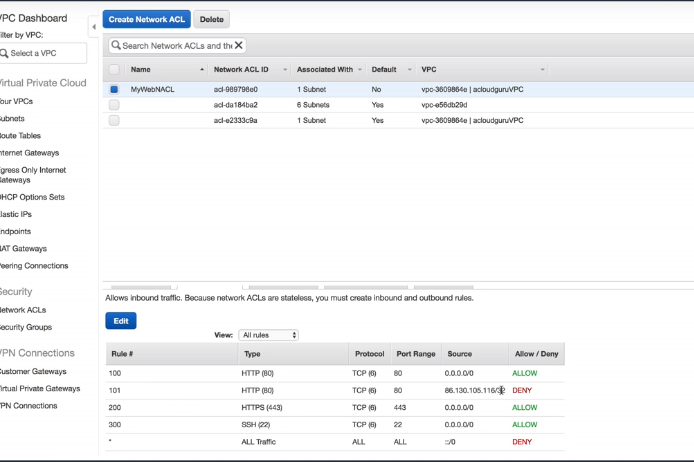 VPC Dashboard
Filter by VPC:
Select a VPC
Virtual Private Cloud
Your VPCs
Subnets
Route Tables
Internet Gateways
Egress Only Internet
Gateways
DHCP Options Sets
Elastic IPs
Endpoints
NAT Gateways
Peering Connections
Security
Network ACLs
Security Groups
VPN Connections
Customer Gateways
Virtual Private Gateways
VPN Connections
Create Network ACL Delete
Search Network ACLs and the X
Name Network ACL ID Associated With Default VPC
MyWebNACL acl-989798e0 1 Subnet No vpc-3609864e | acloudguruVPC
acl-da184ba2 6 Subnets Yes vpc-e56db29d
acl-e2333c9a 1 Subnet Yes vpc-3609864e | acloudguruVPC
Allows inbound traffic. Because network ACLs are stateless, you must create inbound and outbound rules.
Edit
View: All rules
Rule # Type Protocol Port Range Source Allow / Deny
100 HTTP (80) TCP (6) 80 0.0.0.0/0 ALLOW
101 HTTP (80) TCP (6) 80 86.130.105.116/32 DENY
200 HTTPS (443) TCP (6) 443 0.0.0.0/0 ALLOW
300 SSH (22) TCP (6) 22 0.0.0.0/0 ALLOW
* ALL Traffic ALL ALL ::/0 DENY